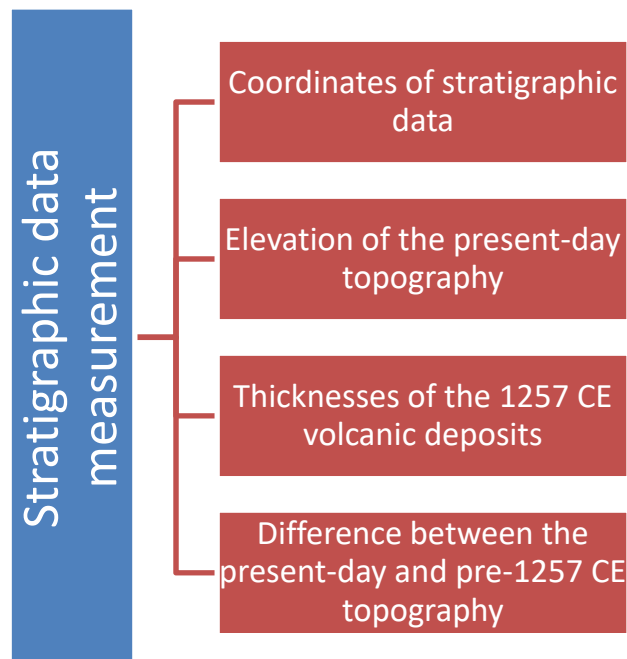 Stratigraphic data
measurement
Coordinates of stratigraphic
data
Elevation of the present-day
topography
Thicknesses of the 1257 CE
volcanic deposits
Difference between the
present-day and pre-1257 CE
topography